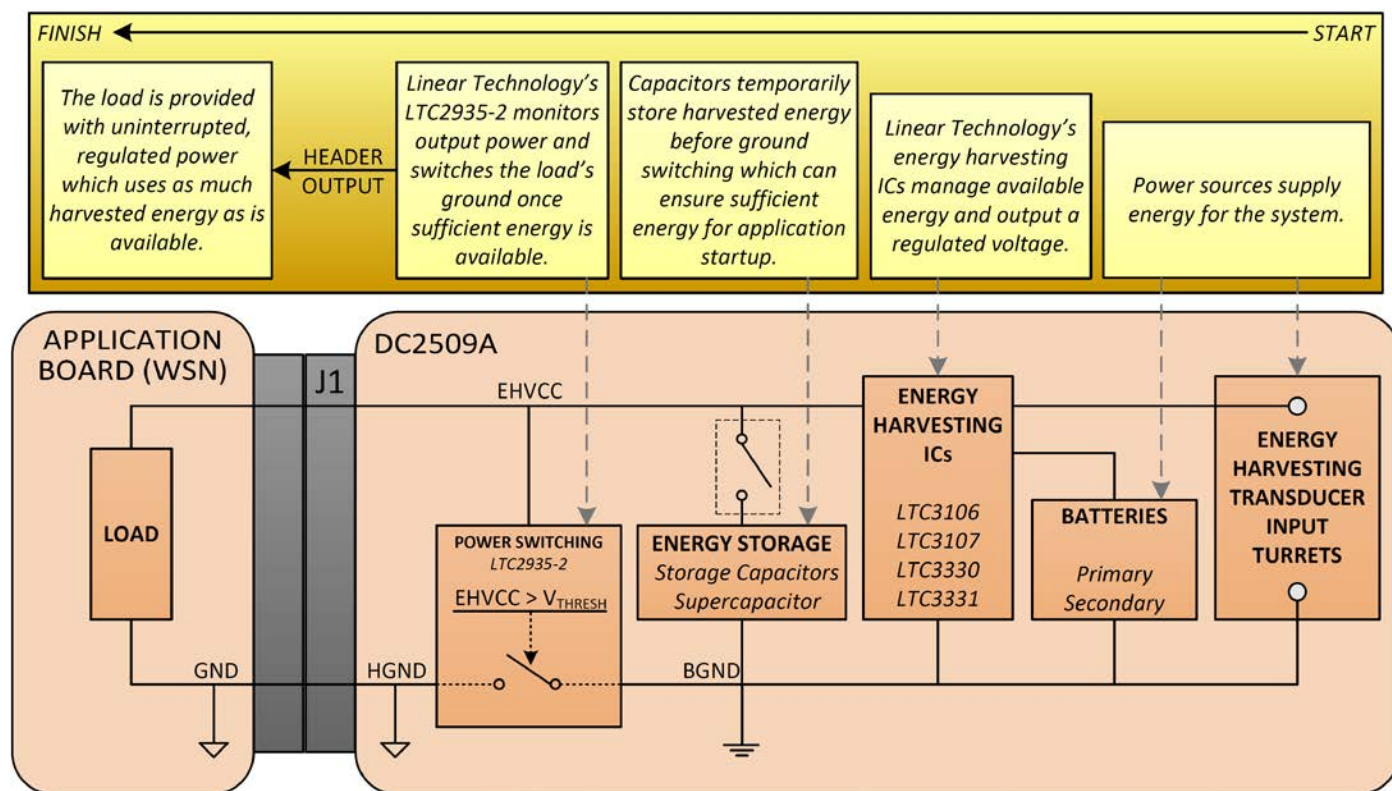 FINISH
START
The load is provided
with uninterrupted,
regulated power
which uses as much
harvested energy as is
available.
HEADER
OUTPUT
Linear Technology's
LTC2935-2 monitors
output power and
switches the load's
ground once
sufficient energy is
available.
Capacitors temporarily
store harvested energy
before ground
switching which can
ensure sufficient
energy for application
startup.
Linear Technology's
energy harvesting
ICs manage available
energy and output a
regulated voltage.
Power sources supply
energy for the system.
APPLICATION
BOARD (WSN)
J1
DC2509A
EHVCC
LOAD
GND
HGND
POWER SWITCHING
LTC2935-2
EHVCC > VTHRESH
BGND
ENERGY STORAGE
Storage Capacitors
Supercapacitor
ENERGY
HARVESTING
ICs
LTC3106
LTC3107
LTC3330
LTC3331
BATTERIES
Primary
Secondary
ENERGY
HARVESTING
TRANSDUCER
INPUT
TURRETS